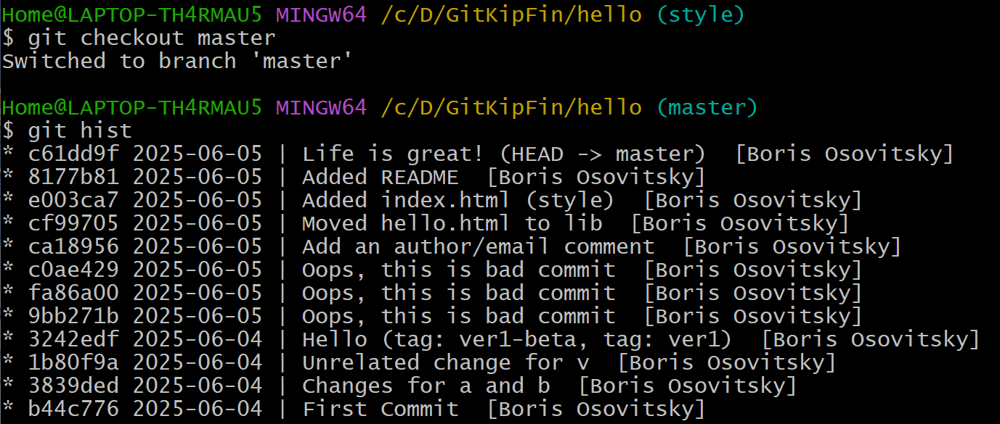 Home@LAPTOP-TH4RMAU5 MINGW64 /c/D/GitKipFin/hello (style)
$ git checkout master
Switched to branch 'master'
Home@LAPTOP-TH4RMAU5 MINGW64 /c/D/GitKipFin/hello (master)
$ git hist
* c61dd9f 2025-06-05 | Life is great! (HEAD -> master)  [Boris Osovitsky]
* 8177b81 2025-06-05 | Added README  [Boris Osovitsky]
* e003ca7 2025-06-05 | Added index.html (style)  [Boris Osovitsky]
* cf99705 2025-06-05 | Moved hello.html to lib  [Boris Osovitsky]
* ca18956 2025-06-05 | Add an author/email comment  [Boris Osovitsky]
* c0ae429 2025-06-05 | Oops, this is bad commit  [Boris Osovitsky]
* fa86a00 2025-06-05 | Oops, this is bad commit  [Boris Osovitsky]
* 9bb271b 2025-06-05 | Oops, this is bad commit  [Boris Osovitsky]
* 3242edf 2025-06-04 | Hello (tag: ver1-beta, tag: ver1)  [Boris Osovitsky]
* 1b80f9a 2025-06-04 | Unrelated change for v  [Boris Osovitsky]
* 3839ded 2025-06-04 | Changes for a and b  [Boris Osovitsky]
* b44c776 2025-06-04 | First Commit  [Boris Osovitsky]